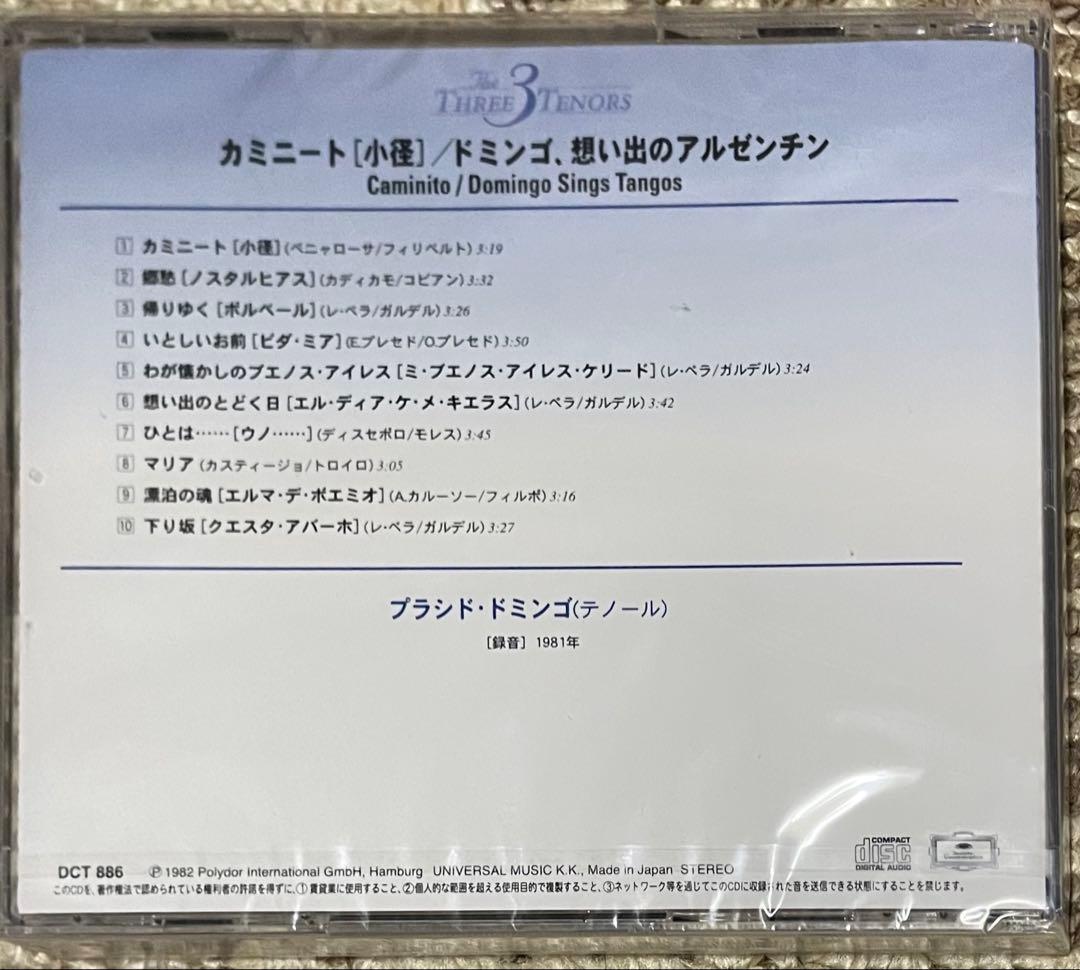 The
THREE 3 TENORS
カミニート[小径]/ドミンゴ、想い出のアルゼンチン
Caminito / Domingo Sings Tangos
1 カミニート[小径](ペニャローサ/フィリベルト)3:19
2 郷愁[ノスタルヒアス](カディカモ/コビアン)3:32
3 帰りゆく[ボルベール](レ・ペラ/ガルデル)3:26
4 いとしいお前[ビダ・ミア](E.フレセド/O.フレセド)3:50
5 わが懐かしのブエノス・アイレス[ミ・ブエノス・アイレス・ケリード](レ・ペラ/ガルデル)3:24
6 想い出のとどく日[エル・ディア・ケ・メ・キエラス](レ・ペラ/ガルデル)3:42
7 ひとは……[ウノ……](ディスセポロ/モレス)3:45
8 マリア(カスティージョ/トロイロ)3:05
9 漂泊の魂[エルマ・デ・ボエミオ](A.カルーソー/フィルポ)3:16
10 下り坂[クエスタ・アバーホ](レ・ペラ/ガルデル)3:27
プラシド・ドミンゴ(テノール)
[録音] 1981年
COMPACT
disc
DIGITAL AUDIO
Deutsche
Grammophon
DCT 886 Ⓟ 1982 Polydor International GmbH, Hamburg UNIVERSAL MUSIC K.K., Made in Japan STEREO
このCDを、著作権法で認められている権利者の許諾を得ずに、①賃貸業に使用すること、②個人的な範囲を超える使用目的で複製すること、③ネットワーク等を通じてこのCDに収録された音を送信できる状態にすることを禁じます。